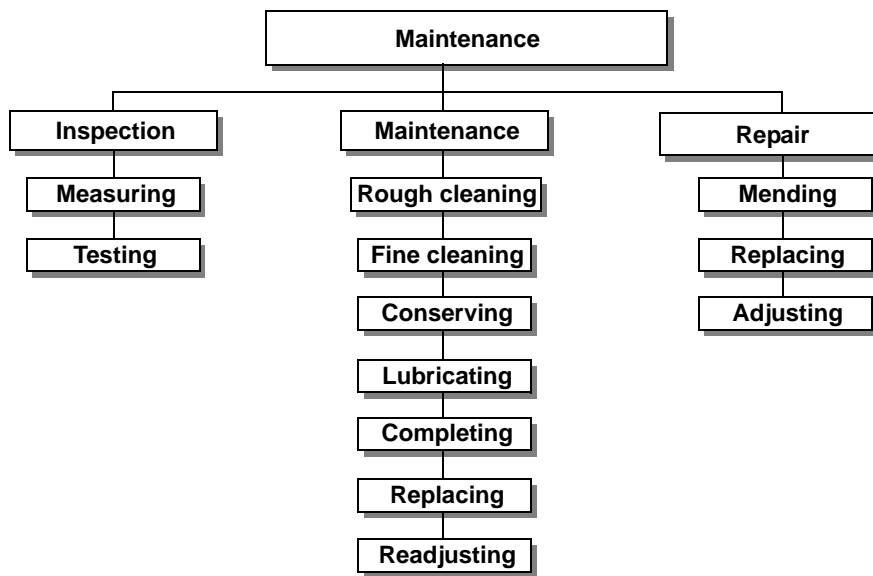 Maintenance
Inspection
Measuring
Testing
Maintenance
Rough cleaning
Fine cleaning
Conserving
Lubricating
Completing
Replacing
Readjusting
Repair
Mending
Replacing
Adjusting